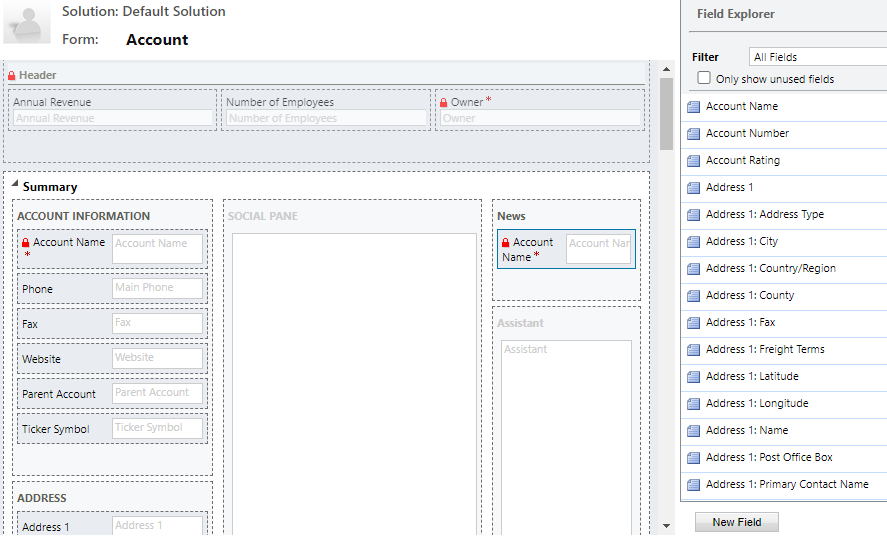 Solution: Default Solution
Form: Account
Header
Annual Revenue
Annual Revenue
Number of Employees
Number of Employees
Owner *
Owner
Summary
ACCOUNT INFORMATION
Account Name
*
Account Name
Phone
Main Phone
Fax
Fax
Website
Website
Parent Account
Parent Account
Ticker Symbol
Ticker Symbol
ADDRESS
Address 1
Address 1
SOCIAL PANE
News
Account
Name *
Account Nam
Assistant
Assistant
Field Explorer
Filter
All Fields
Only show unused fields
Account Name
Account Number
Account Rating
Address 1
Address 1: Address Type
Address 1: City
Address 1: Country/Region
Address 1: County
Address 1: Fax
Address 1: Freight Terms
Address 1: Latitude
Address 1: Longitude
Address 1: Name
Address 1: Post Office Box
Address 1: Primary Contact Name
New Field